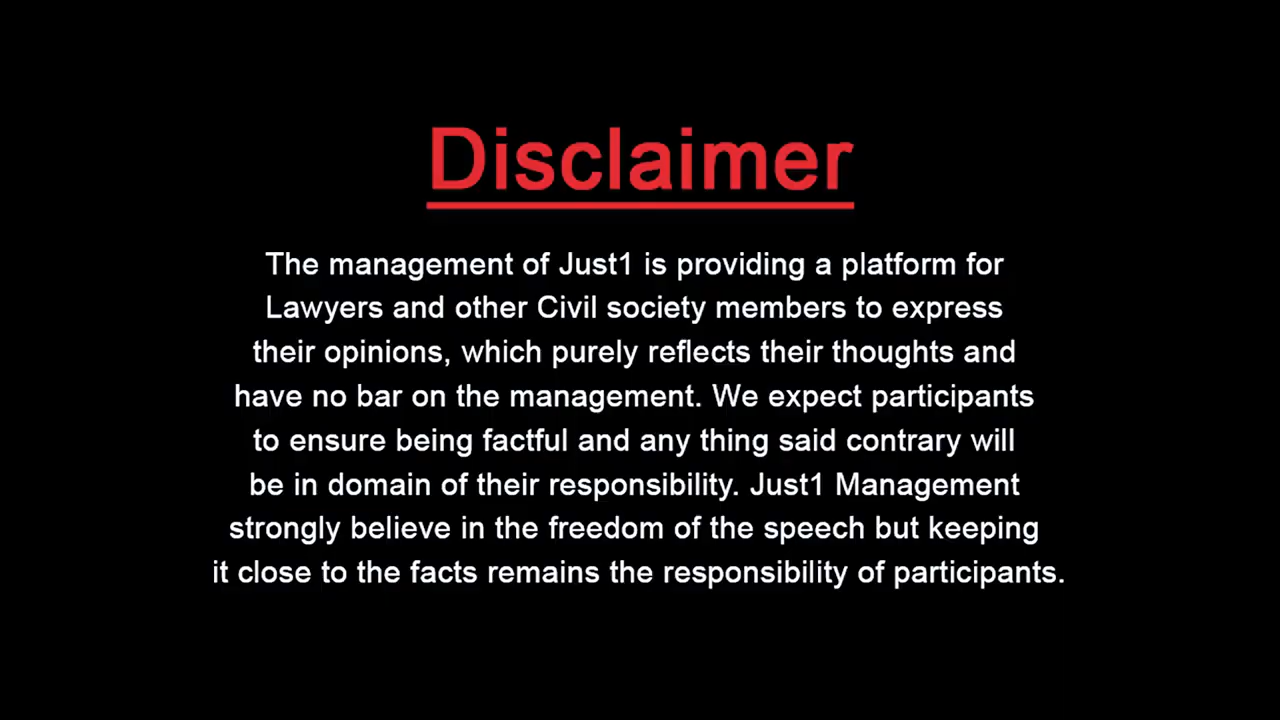 Disclaimer
The management of Just1 is providing a platform for
Lawyers and other Civil society members to express
their opinions, which purely reflects their thoughts and
have no bar on the management. We expect participants
to ensure being factful and any thing said contrary will
be in domain of their responsibility. Just1 Management
strongly believe in the freedom of the speech but keeping
it close to the facts remains the responsibility of participants.